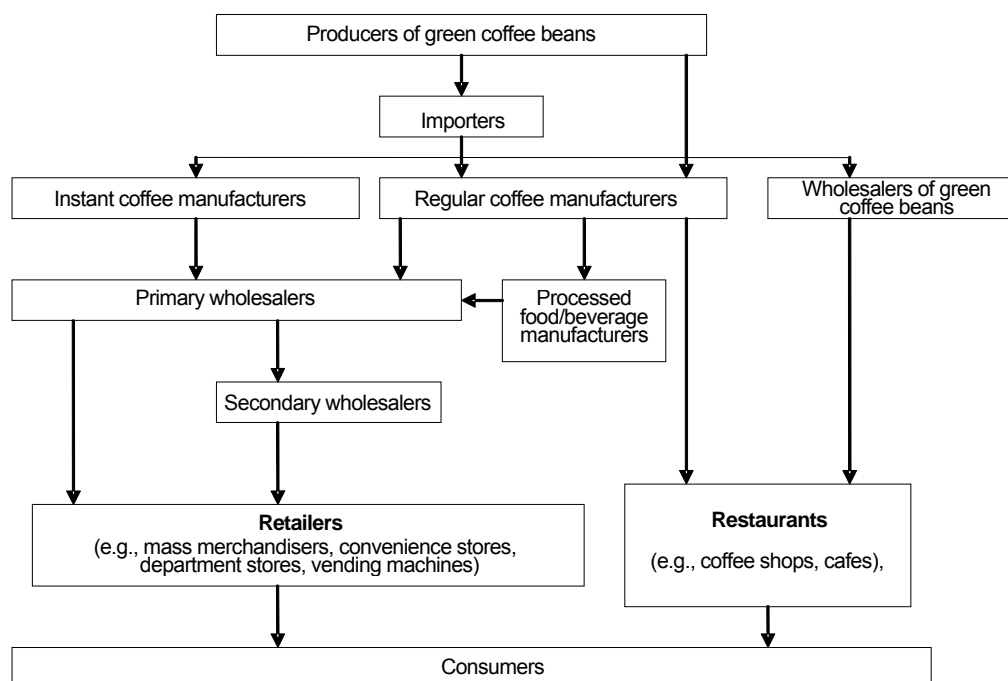 Producers of green coffee beans
Importers
Instant coffee manufacturers
Regular coffee manufacturers
Wholesalers of green
coffee beans
Primary wholesalers
Processed
food/beverage
manufacturers
Secondary wholesalers
Retailers
(e.g., mass merchandisers, convenience stores,
department stores, vending machines)
Restaurants
(e.g., coffee shops, cafes),
Consumers